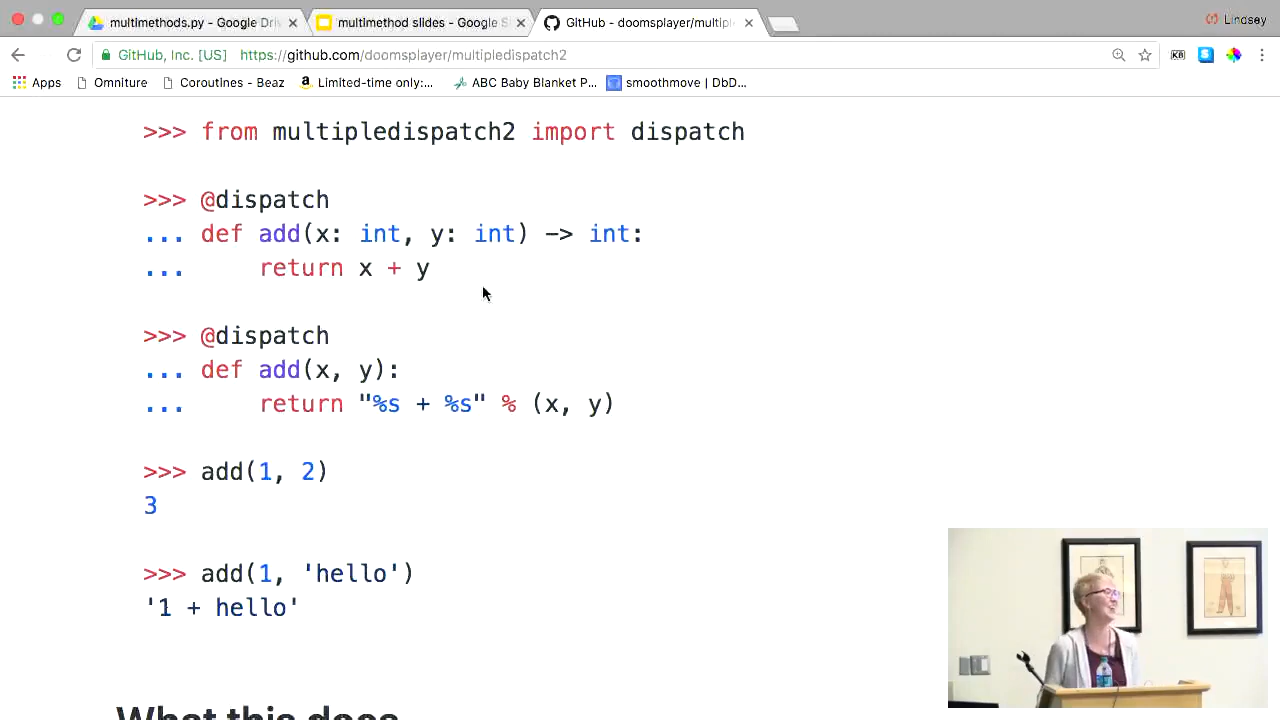 multimethods.py - Google Driv
multimethod slides - Google S
GitHub - doomsplayer/multipl
Lindsey
GitHub, Inc. [US]
https://github.com/doomsplayer/multipledispatch2
Apps
Omniture
Coroutines - Beaz
Limited-time only:...
ABC Baby Blanket P...
smoothmove | DbD...
>>> from multipledispatch2 import dispatch
>>> @dispatch
... def add(x: int, y: int) -> int:
...     return x + y
>>> @dispatch
... def add(x, y):
...     return "%s + %s" % (x, y)
>>> add(1, 2)
3
>>> add(1, 'hello')
'1 + hello'
What this does